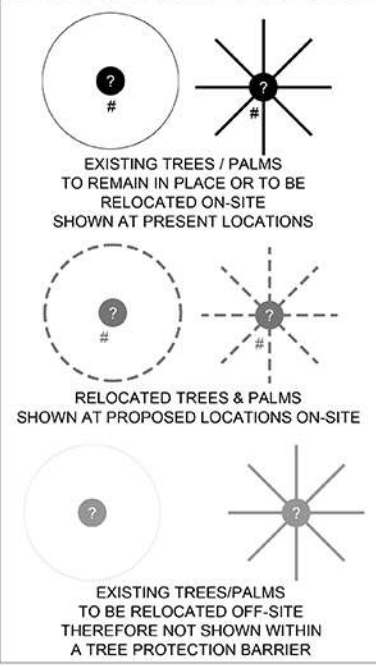 ? ?
# #
EXISTING TREES / PALMS
TO REMAIN IN PLACE OR TO BE
RELOCATED ON-SITE
SHOWN AT PRESENT LOCATIONS
? ?
# #
RELOCATED TREES & PALMS
SHOWN AT PROPOSED LOCATIONS ON-SITE
? ?
EXISTING TREES/PALMS
TO BE RELOCATED OFF-SITE
THEREFORE NOT SHOWN WITHIN
A TREE PROTECTION BARRIER